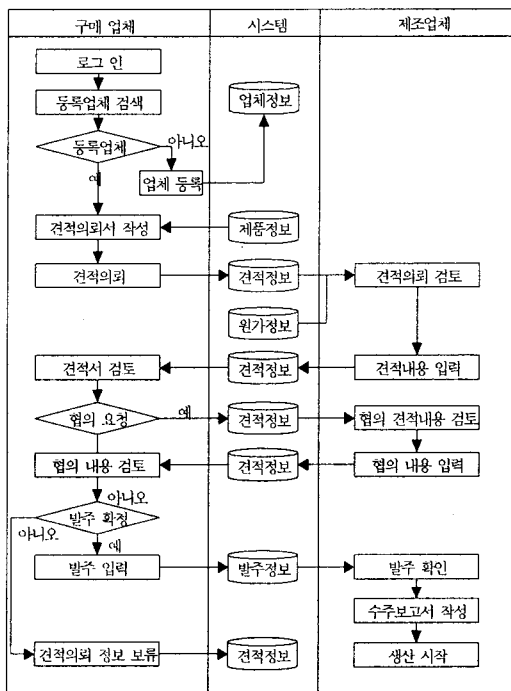 구매 업체
시스템
제조업체
로그 인
등록업체 검색
업체정보
등록업체
아니오
예
업체 등록
견적의뢰서 작성
제품정보
견적의뢰
견적정보
견적의뢰 검토
원가정보
견적서 검토
견적정보
견적내용 입력
협의 요청
예
견적정보
협의 견적내용 검토
협의 내용 검토
견적정보
협의 내용 입력
아니오
아니오
발주 확정
예
발주 입력
발주정보
발주 확인
수주보고서 작성
견적의뢰 정보 보류
견적정보
생산 시작